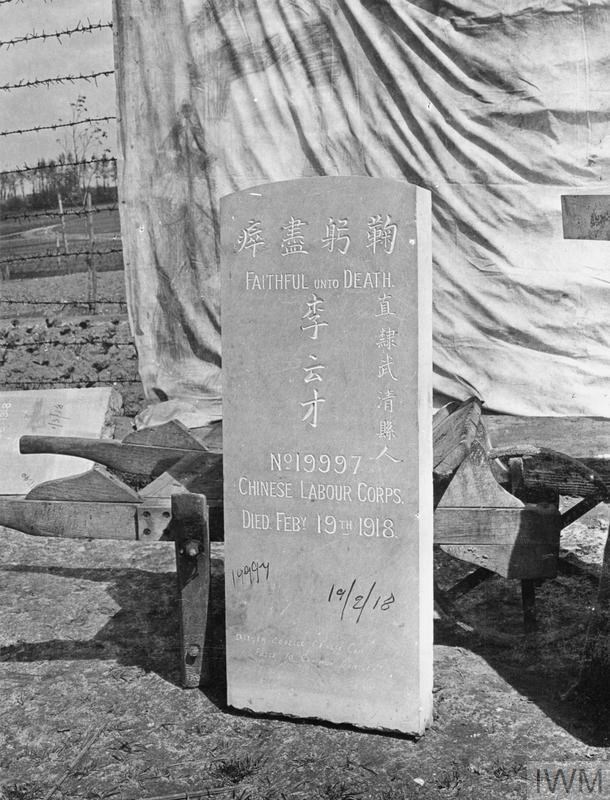 鞠躬盡瘁
FAITHFUL UNTO DEATH.
直隸武清縣人
李云才
No 19997
CHINESE LABOUR CORPS.
DIED. FEBY 19TH 1918.
19997
19/2/18
IWM